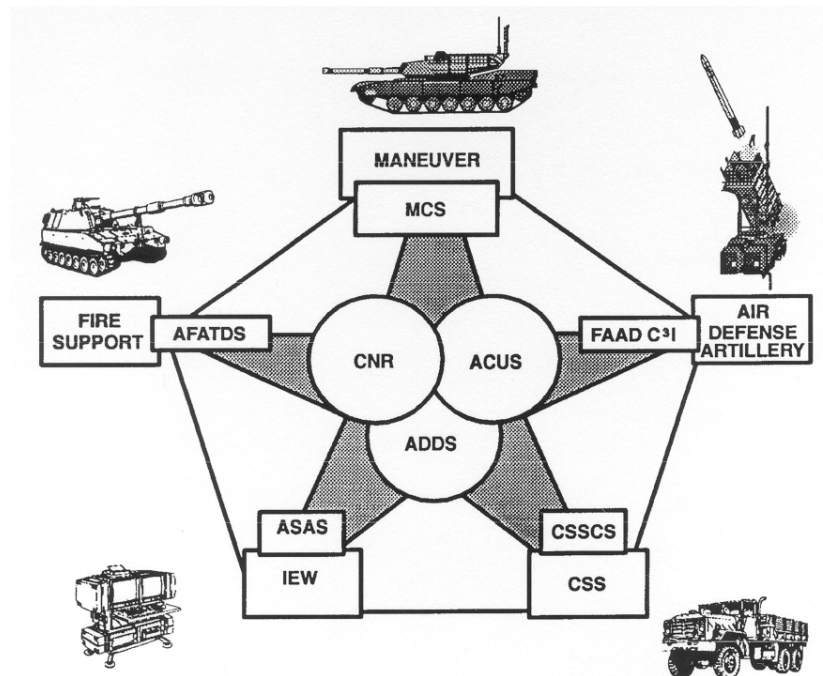 MANEUVER
MCS
FIRE
SUPPORT
AFATDS
CNR
ACUS
FAAD C³I
AIR
DEFENSE
ARTILLERY
ADDS
ASAS
IEW
CSSCS
CSS